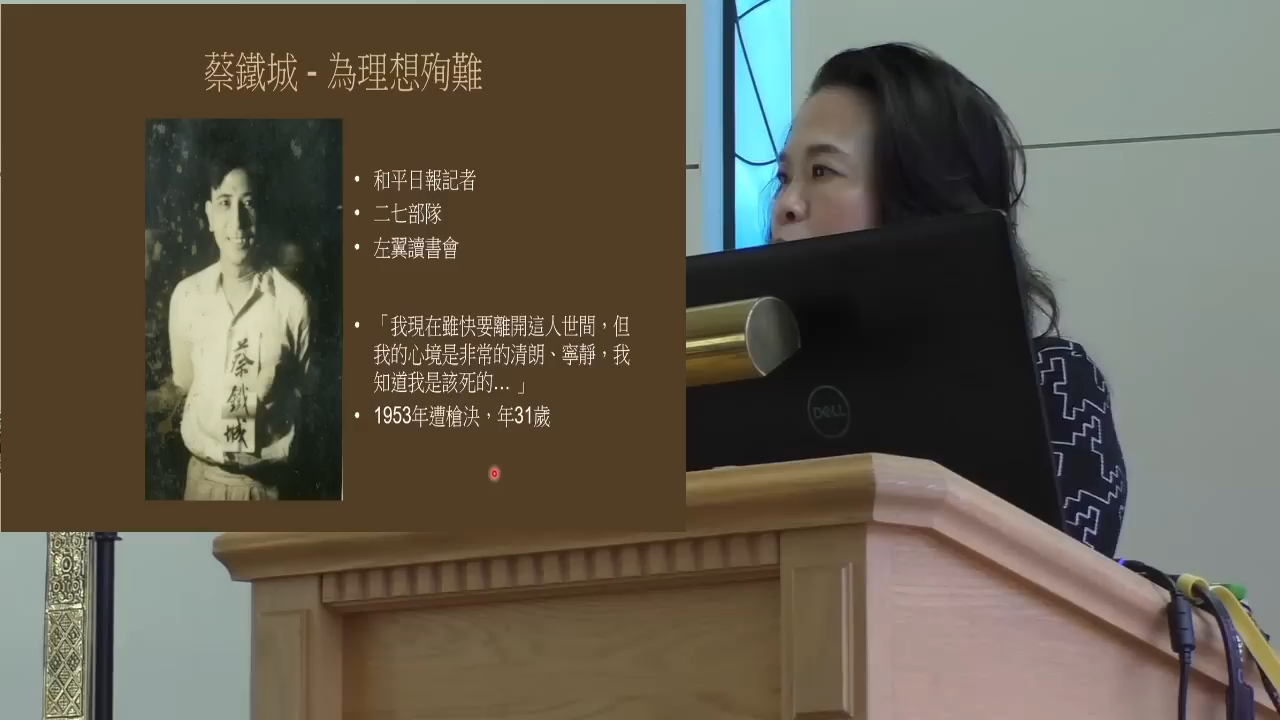 蔡鐵城 - 為理想殉難
• 和平日報記者
• 二七部隊
• 左翼讀書會
• 「我現在雖快要離開這人世間，但
我的心境是非常的清朗、寧靜，我
知道我是該死的... 」
• 1953年遭槍決，年31歲
蔡鐵城
DELL